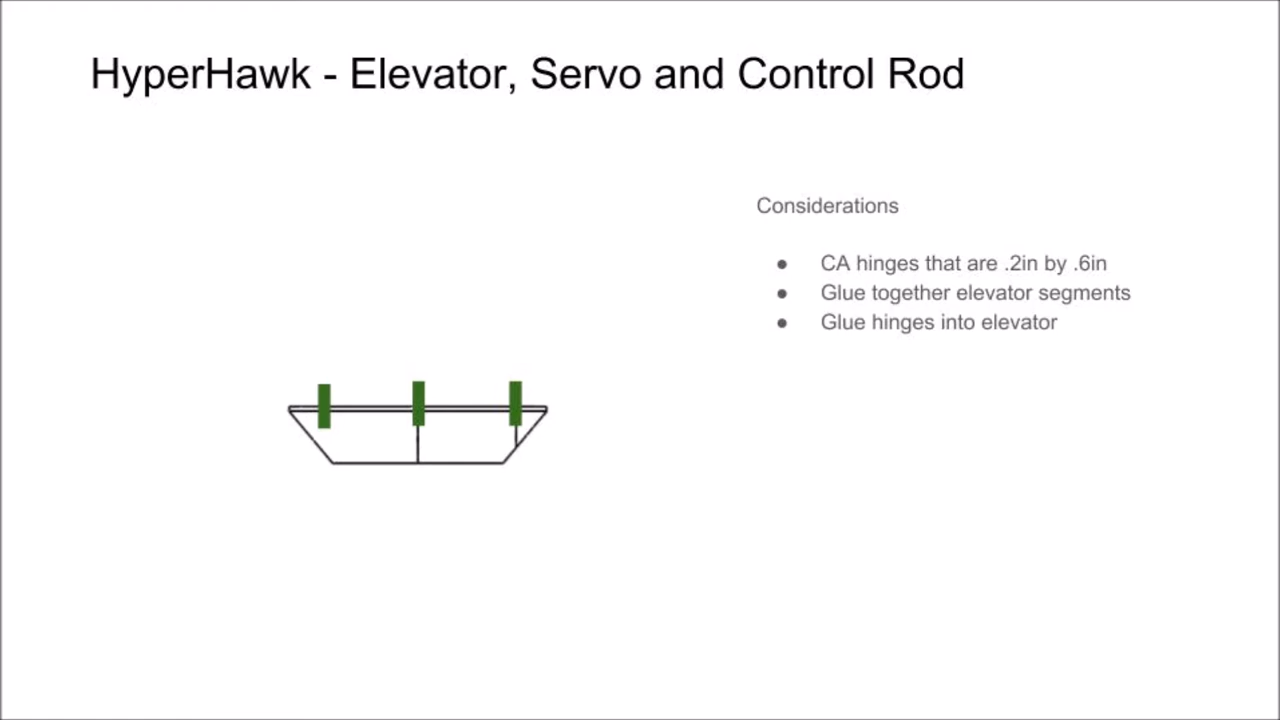 HyperHawk - Elevator, Servo and Control Rod
Considerations
● CA hinges that are .2in by .6in
● Glue together elevator segments
● Glue hinges into elevator